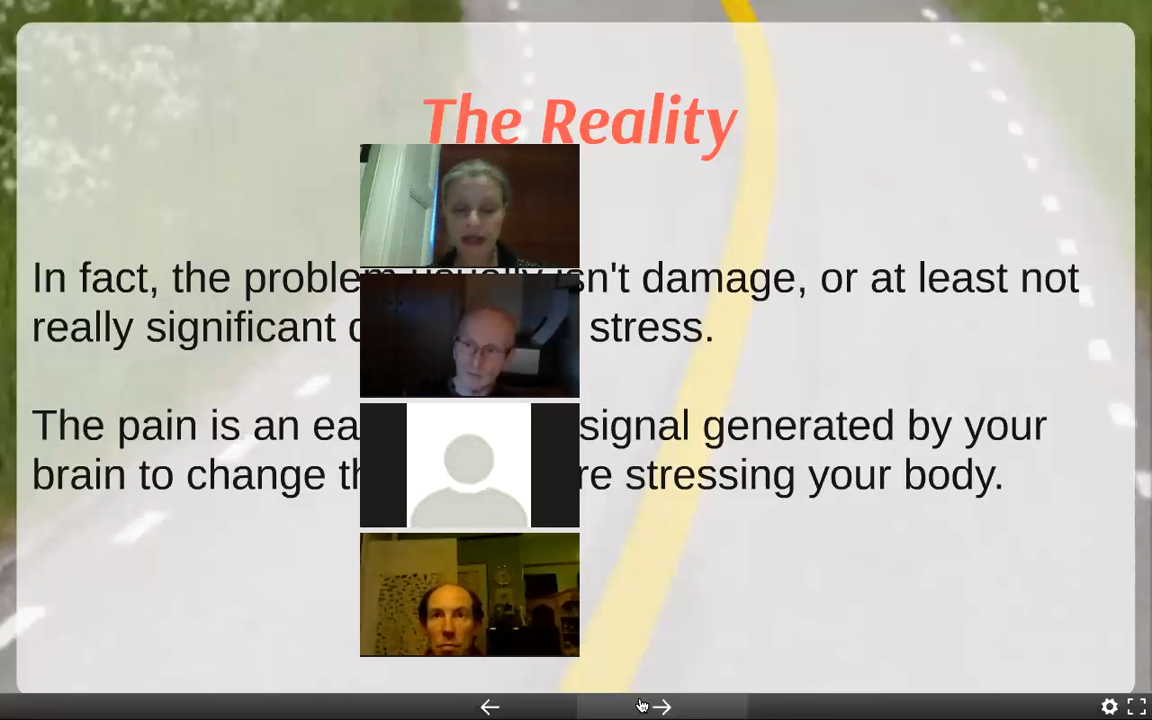 The Reality
In fact, the problem usually isn't damage, or at least not
really significant stress.
The pain is an signal generated by your
brain to change stressing your body.